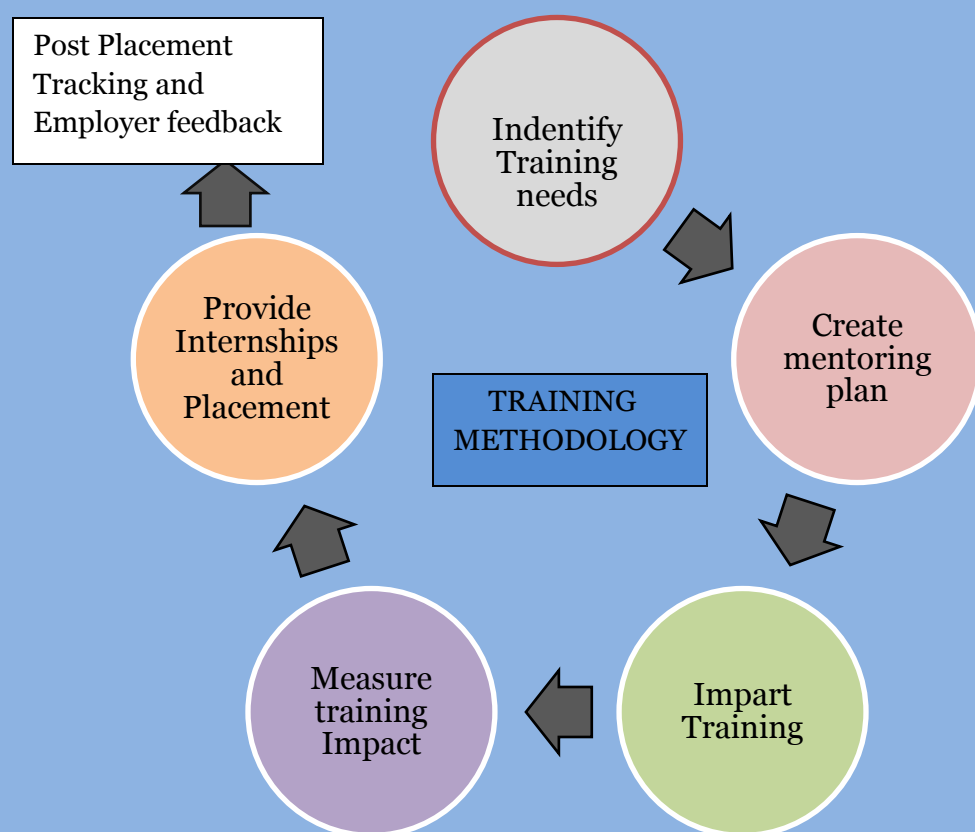 Post Placement
Tracking and
Employer feedback
Indentify
Training
needs
Create
mentoring
plan
Impart
Training
Measure
training
Impact
Provide
Internships
and
Placement
TRAINING
METHODOLOGY